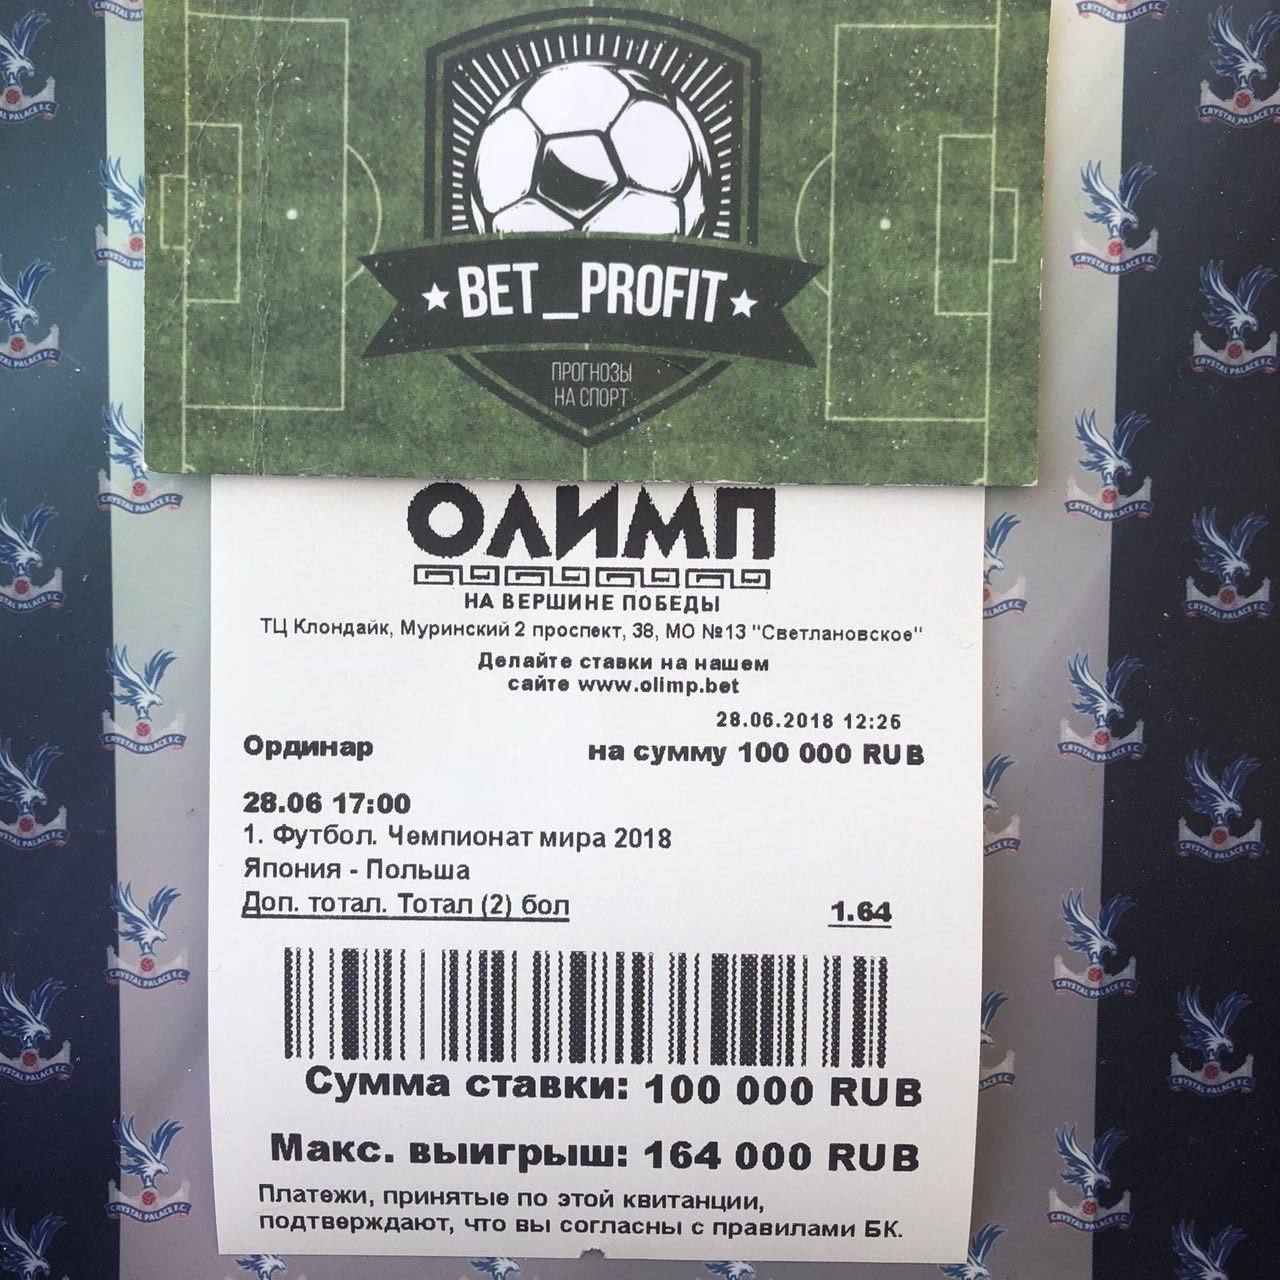 BET_PROFIT
ПРОГНОЗЫ
НА СПОРТ
ОЛИМП
НА ВЕРШИНЕ ПОБЕДЫ
ТЦ Клондайк, Муринский 2 проспект, 38, МО №13 "Светлановское"
Делайте ставки на нашем
сайте www.olimp.bet
28.06.2018 12:25
Ординар на сумму 100 000 RUB
28.06 17:00
1. Футбол. Чемпионат мира 2018
Япония - Польша
Доп. тотал. Тотал (2) бол 1.64
Сумма ставки: 100 000 RUB
Макс. выигрыш: 164 000 RUB
Платежи, принятые по этой квитанции,
подтверждают, что вы согласны с правилами БК.
CRYSTAL PALACE F.C.